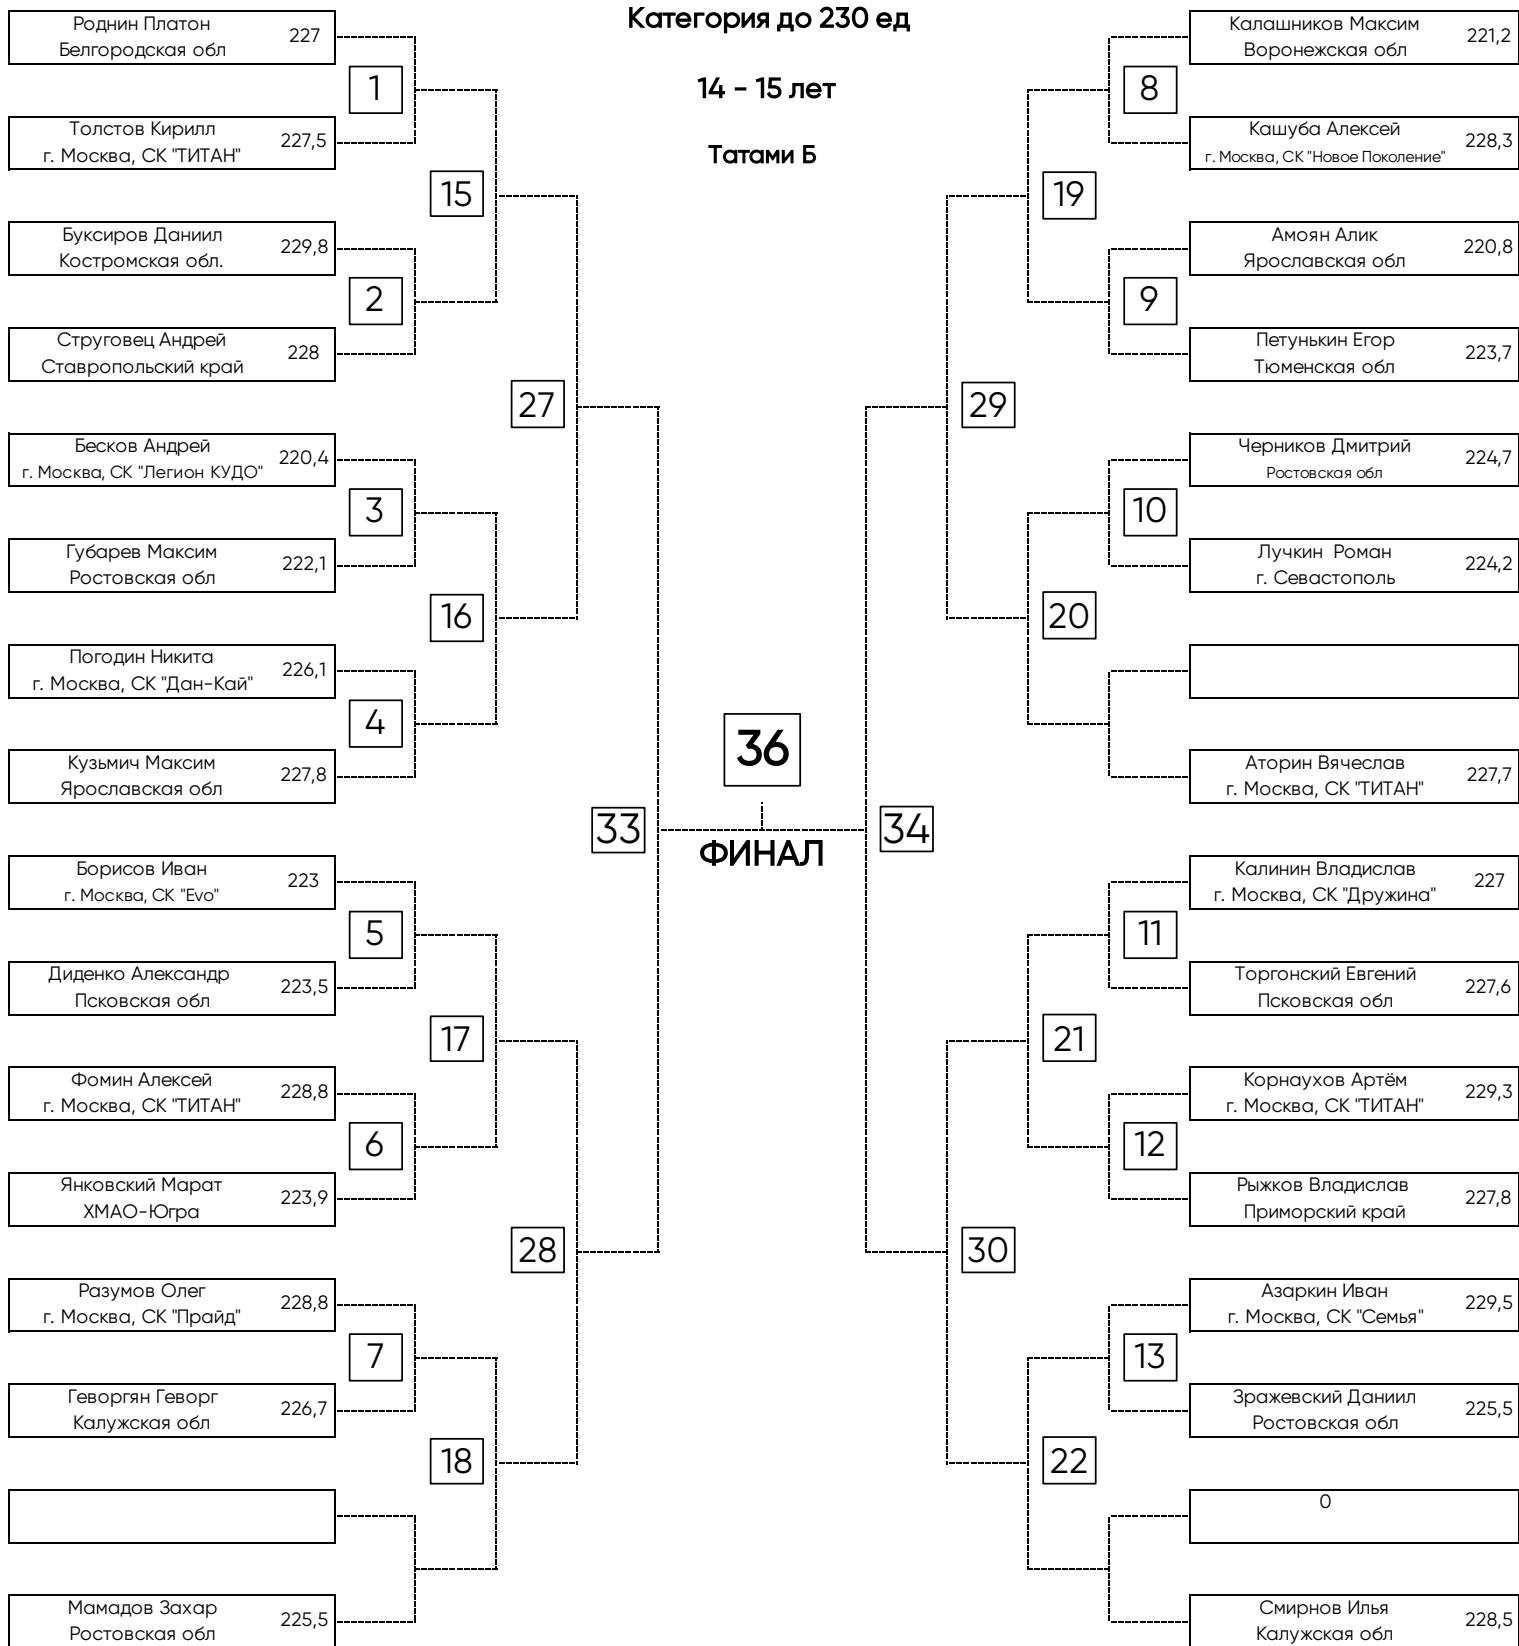 Категория до 230 ед
14 - 15 лет
Татами Б
Роднин Платон
Белгородская обл
227
1
Толстов Кирилл
г. Москва, СК "ТИТАН"
227,5
15
Буксиров Даниил
Костромская обл.
229,8
2
Струговец Андрей
Ставропольский край
228
27
Бесков Андрей
г. Москва, СК "Легион КУДО"
220,4
3
Губарев Максим
Ростовская обл
222,1
16
Погодин Никита
г. Москва, СК "Дан-Кай"
226,1
4
Кузьмич Максим
Ярославская обл
227,8
33
Борисов Иван
г. Москва, СК "Evo"
223
5
Диденко Александр
Псковская обл
223,5
17
Фомин Алексей
г. Москва, СК "ТИТАН"
228,8
6
Янковский Марат
ХМАО-Югра
223,9
28
Разумов Олег
г. Москва, СК "Прайд"
228,8
7
Геворгян Геворг
Калужская обл
226,7
18
Мамадов Захар
Ростовская обл
225,5
36
ФИНАЛ
Калашников Максим
Воронежская обл
221,2
8
Кашуба Алексей
г. Москва, СК "Новое Поколение"
228,3
19
Амоян Алик
Ярославская обл
220,8
9
Петунькин Егор
Тюменская обл
223,7
29
Черников Дмитрий
Ростовская обл
224,7
10
Лучкин Роман
г. Севастополь
224,2
20
Аторин Вячеслав
г. Москва, СК "ТИТАН"
227,7
34
Калинин Владислав
г. Москва, СК "Дружина"
227
11
Торгонский Евгений
Псковская обл
227,6
21
Корнаухов Артём
г. Москва, СК "ТИТАН"
229,3
12
Рыжков Владислав
Приморский край
227,8
30
Азаркин Иван
г. Москва, СК "Семья"
229,5
13
Зражевский Даниил
Ростовская обл
225,5
22
0
Смирнов Илья
Калужская обл
228,5